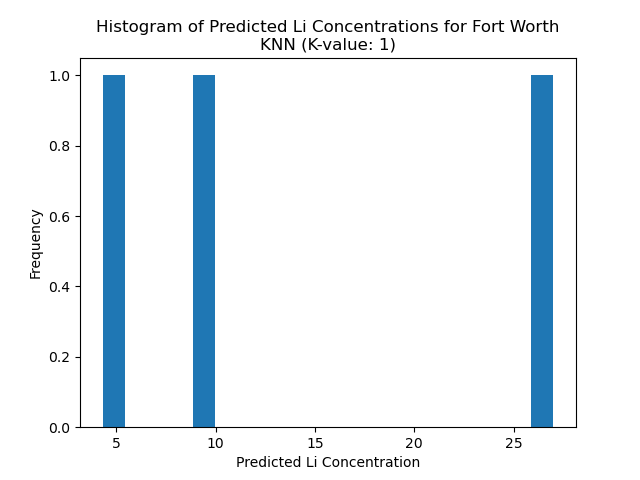 Histogram of Predicted Li Concentrations for Fort Worth
KNN (K-value: 1)
1.0
0.8
0.6
0.4
0.2
0.0
Frequency
5 10 15 20 25
Predicted Li Concentration